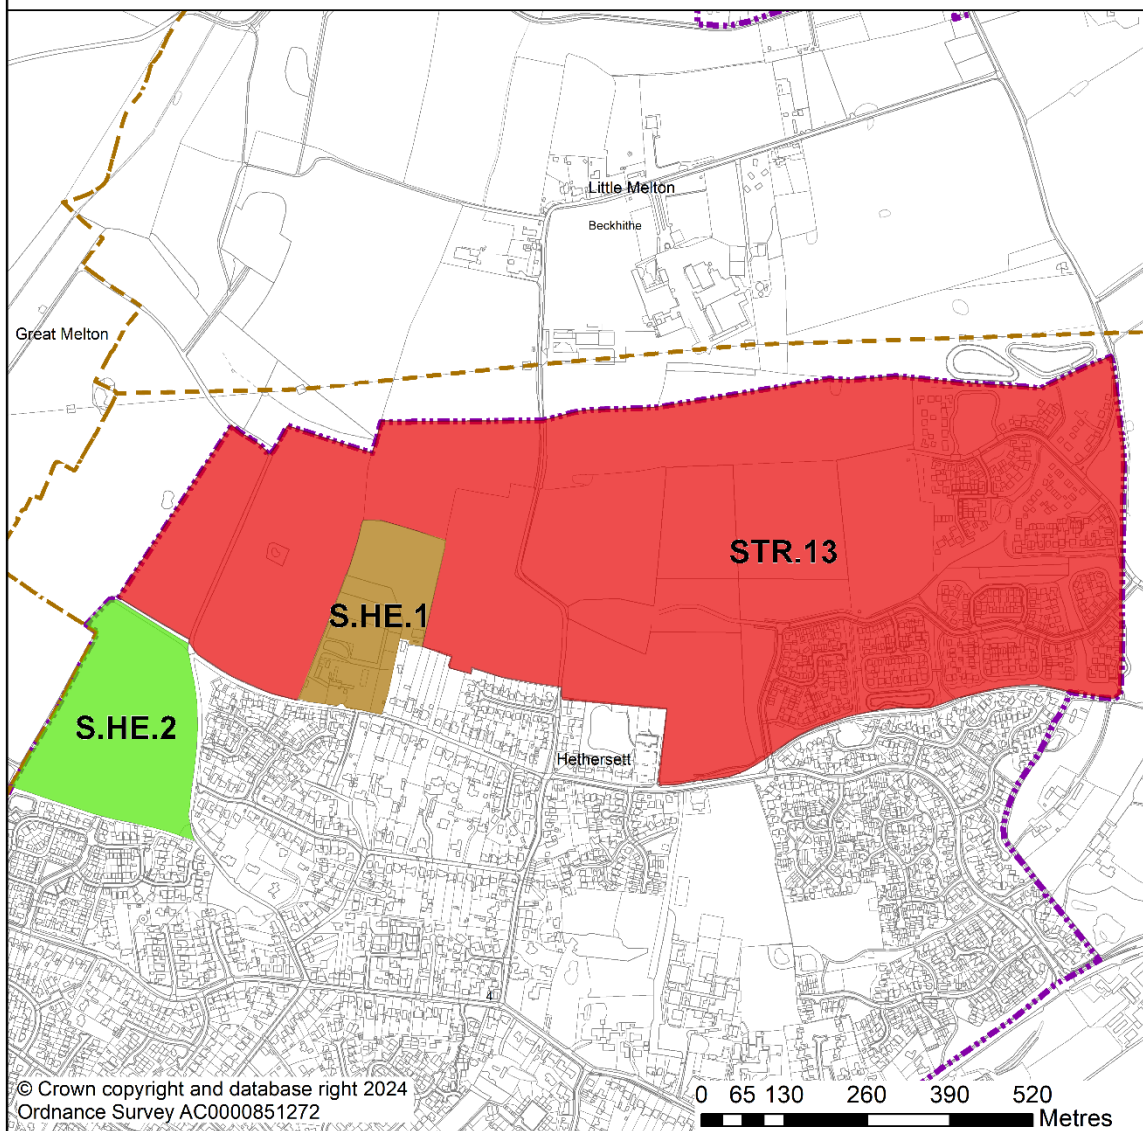 Little Melton
Beckhithe
Great Melton
STR.13
S.HE.1
S.HE.2
Hethersett
4
© Crown copyright and database right 2024
Ordnance Survey AC0000851272
0 65 130 260 390 520
Metres